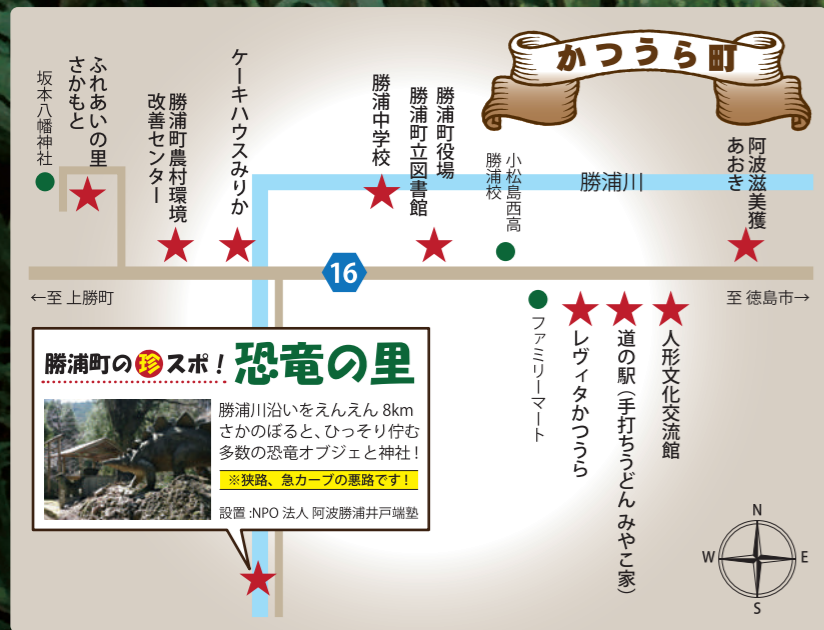 かつうら町
坂本八幡神社
ふれあいの里
さかもと
勝浦町農村環境
改善センター
ケーキハウスみりか
勝浦中学校
勝浦町役場
勝浦町立図書館
小松島西高
勝浦校
勝浦川
阿波滋美獲
あおき
16
←至 上勝町
至 徳島市→
ファミリーマート
レヴィタかつうら
道の駅(手打ちうどん みやこ家)
人形文化交流館
勝浦町の珍スポ!恐竜の里
勝浦川沿いをえんえん 8km
さかのぼると、ひっそり佇む
多数の恐竜オブジェと神社!
※狭路、急カーブの悪路です!
設置:NPO 法人 阿波勝浦井戸端塾
N
W
E
S